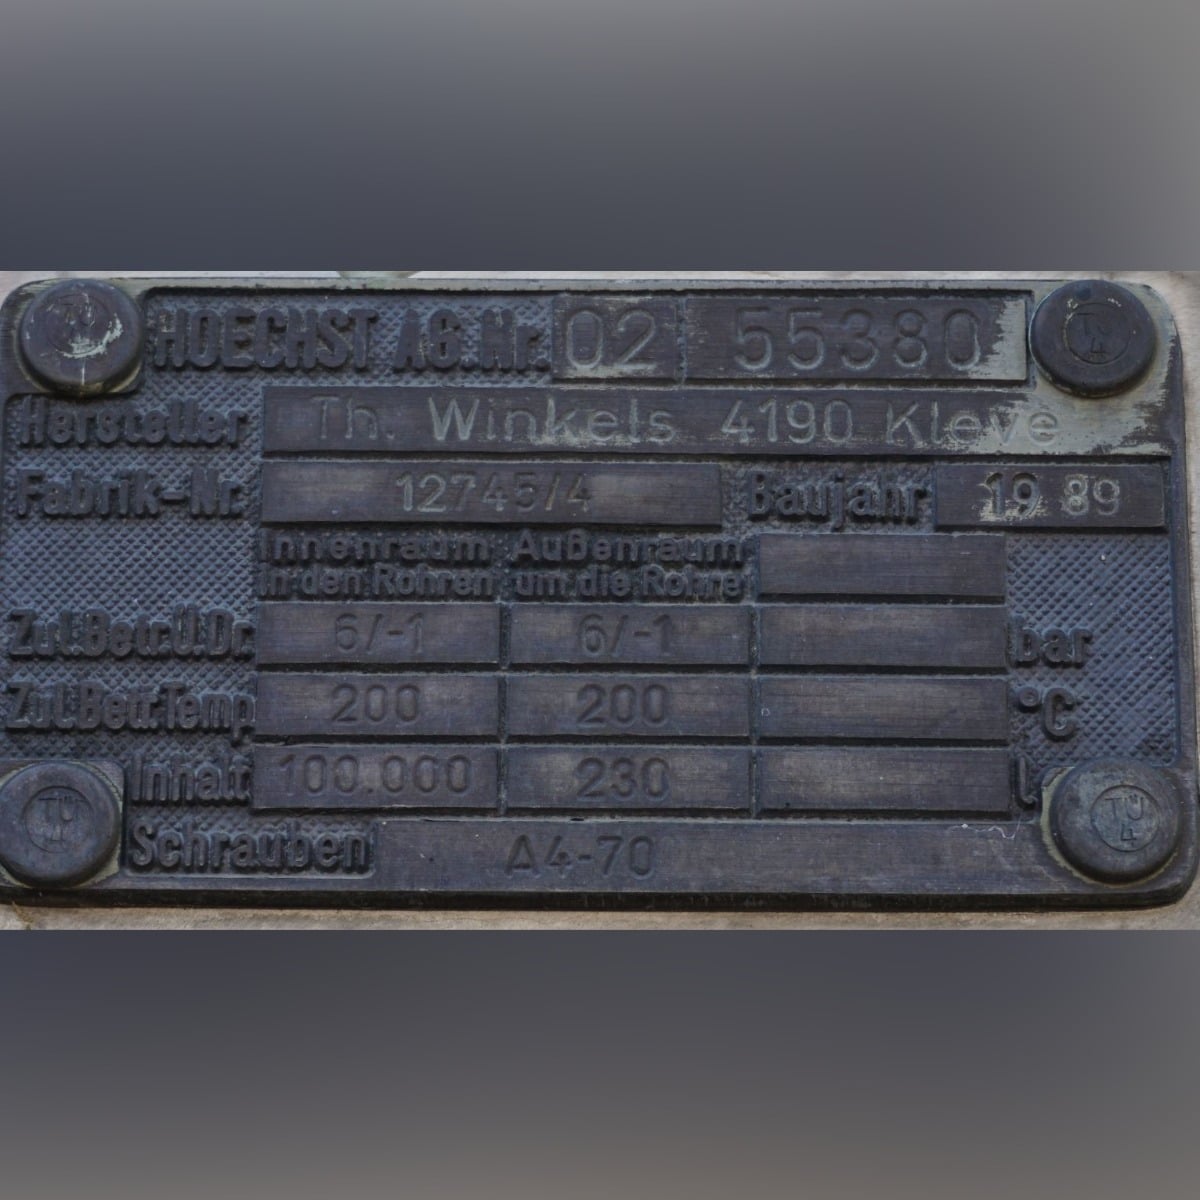 HOECHST AG.Nr. 02 55380
Hersteller Th. Winkels 4190 Kleve
Fabrik-Nr. 12745/4 Baujahr 19 89
Innenraum Außenraum
in den Rohren um die Rohre
Zul.Betr.Ü.Dr. 6/-1 6/-1 bar
Zul.Betr.Temp 200 200 °C
Inhalt 100.000 230 l
Schrauben A4-70
TÜ
4